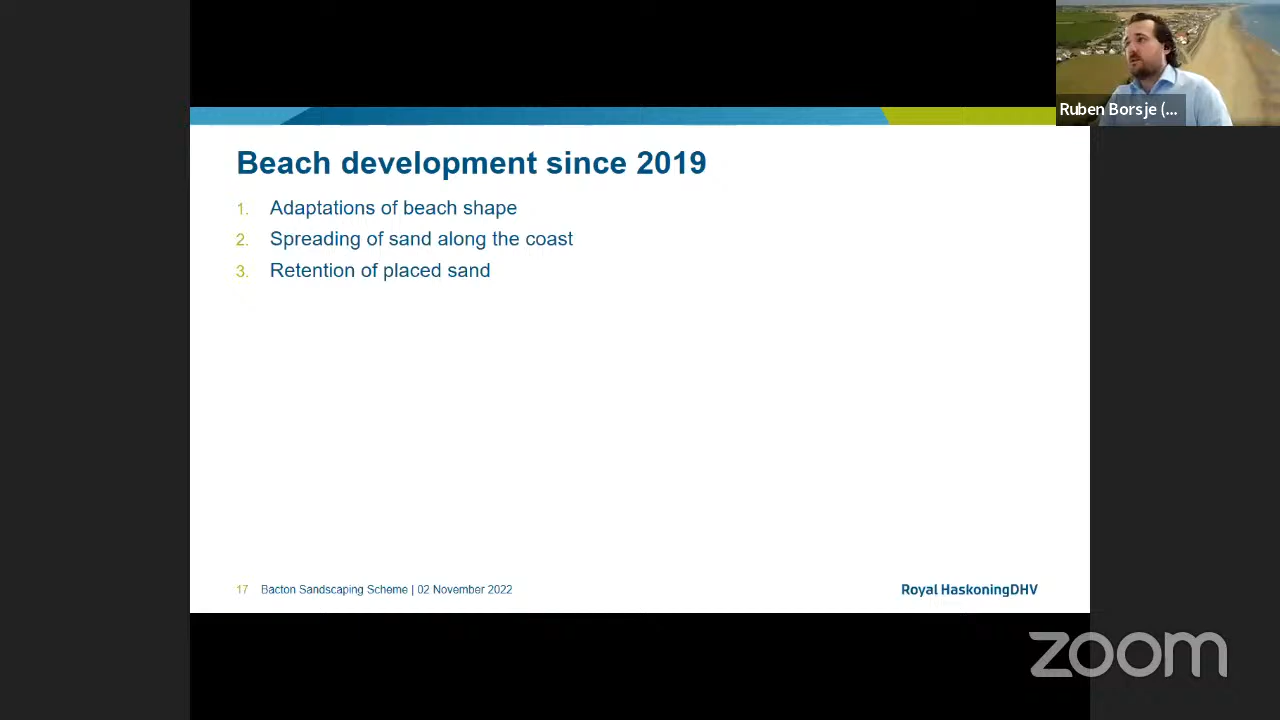 Ruben Borsje (...
Beach development since 2019
1. Adaptations of beach shape
2. Spreading of sand along the coast
3. Retention of placed sand
17 Bacton Sandscaping Scheme | 02 November 2022
Royal HaskoningDHV
zoom